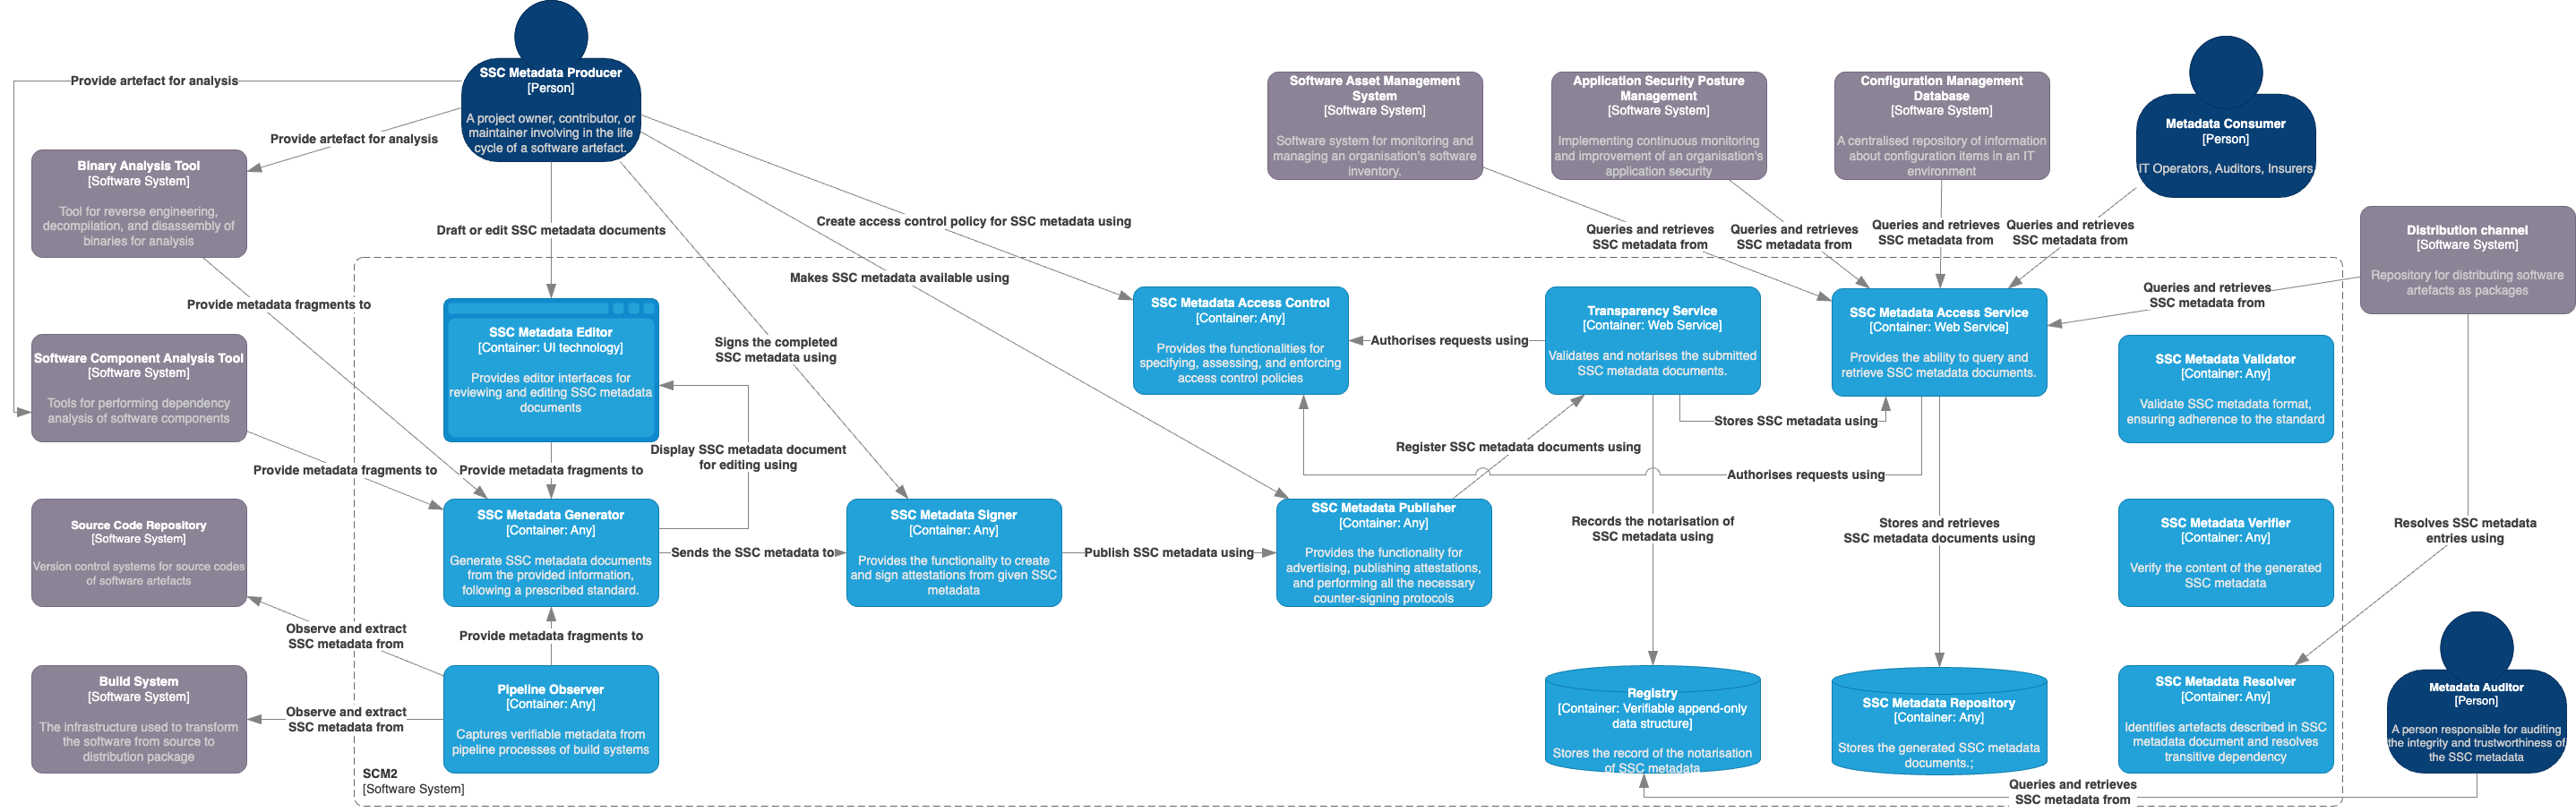 SSC Metadata Producer
[Person]
A project owner, contributor, or
maintainer involving in the life
cycle of a software artefact.
Provide artefact for analysis
Provide artefact for analysis
Binary Analysis Tool
[Software System]
Tool for reverse engineering,
decompilation, and disassembly of
binaries for analysis
Draft or edit SSC metadata documents
Create access control policy for SSC metadata using
Makes SSC metadata available using
Signs the completed
SSC metadata using
Software Asset Management
System
[Software System]
Software system for monitoring and
managing an organisation's software
inventory.
Application Security Posture
Management
[Software System]
Implementing continuous monitoring
and improvement of an organisation's
application security
Configuration Management
Database
[Software System]
A centralised repository of information
about configuration items in an IT
environment
Metadata Consumer
[Person]
IT Operators, Auditors, Insurers
Queries and retrieves
SSC metadata from
Queries and retrieves
SSC metadata from
Queries and retrieves
SSC metadata from
Queries and retrieves
SSC metadata from
Distribution channel
[Software System]
Repository for distributing software
artefacts as packages
Queries and retrieves
SSC metadata from
Provide metadata fragments to
Software Component Analysis Tool
[Software System]
Tools for performing dependency
analysis of software components
Provide metadata fragments to
SSC Metadata Editor
[Container: UI technology]
Provides editor interfaces for
reviewing and editing SSC metadata
documents
Provide metadata fragments to
Display SSC metadata document
for editing using
SSC Metadata Access Control
[Container: Any]
Provides the functionalities for
specifying, assessing, and enforcing
access control policies
Authorises requests using
Transparency Service
[Container: Web Service]
Validates and notarises the submitted
SSC metadata documents.
Stores SSC metadata using
SSC Metadata Access Service
[Container: Web Service]
Provides the ability to query and
retrieve SSC metadata documents.
SSC Metadata Validator
[Container: Any]
Validate SSC metadata format,
ensuring adherence to the standard
Register SSC metadata documents using
Authorises requests using
Source Code Repository
[Software System]
Version control systems for source codes
of software artefacts
SSC Metadata Generator
[Container: Any]
Generate SSC metadata documents
from the provided information,
following a prescribed standard.
Sends the SSC metadata to
SSC Metadata Signer
[Container: Any]
Provides the functionality to create
and sign attestations from given SSC
metadata
Publish SSC metadata using
SSC Metadata Publisher
[Container: Any]
Provides the functionality for
advertising, publishing attestations,
and performing all the necessary
counter-signing protocols
Records the notarisation of
SSC metadata using
Stores and retrieves
SSC metadata documents using
SSC Metadata Verifier
[Container: Any]
Verify the content of the generated
SSC metadata
Resolves SSC metadata
entries using
Observe and extract
SSC metadata from
Provide metadata fragments to
Build System
[Software System]
The infrastructure used to transform
the software from source to
distribution package
Observe and extract
SSC metadata from
Pipeline Observer
[Container: Any]
Captures verifiable metadata from
pipeline processes of build systems
Registry
[Container: Verifiable append-only
data structure]
Stores the record of the notarisation
of SSC metadata
SSC Metadata Repository
[Container: Any]
Stores the generated SSC metadata
documents.;
SSC Metadata Resolver
[Container: Any]
Identifies artefacts described in SSC
metadata document and resolves
transitive dependency
Metadata Auditor
[Person]
A person responsible for auditing
the integrity and trustworthiness of
the SSC metadata
SCM2
[Software System]
Queries and retrieves
SSC metadata from